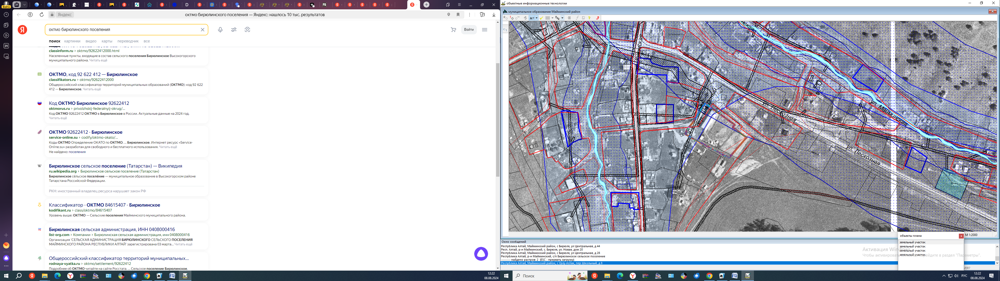 Войти
31
Яндекс
октмо бирюлинского поселения — Яндекс: нашлось 10 тыс. результатов
октмо бирюлинского поселения
Войти
поиск картинки видео карты переводчик все
classinform.ru › oktmo/92622412000.html
Населенные пункты, входящие в состав сельского поселения Бирюлинское Высокогорского
муниципального района. Читать ещё
ОКТМО, код 92 622 412 — Бирюлинское
classifikators.ru › oktmo/92622412000
Общероссийский классификатор территорий муниципальных образований (ОКТМО): код 92 622
412 — Бирюлинское. Читать ещё
Код ОКТМО Бирюлинское 92622412
oktmorus.ru › privolzhskij-federalnyij-okrug/...
Код ОКТМО 92622412 ОКТМО в Бирюлинское в России. Актуальные данные на 2024 год.
Читать ещё
ОКТМО 92622412 - Бирюлинское
service-online.su › codify/oktmo-okato/...
Коды ОКТМО Определение ОКАТО по ОКТМО. ... Бирюлинское. Интернет ресурс «Service-
Online.su» разработан для свободного и бесплатного использования. Читать ещё
Не найдено: поселения
Бирюлинское сельское поселение (Татарстан) — Википедия
ru.wikipedia.org › Бирюлинское сельское поселение (Татарстан)
Бирюлинское се́льское поселе́ние — муниципальное образование в Высокогорском районе
Татарстана Российской Федерации.
РКН: иностранный владелец ресурса нарушает закон РФ
Классификатор - ОКТМО 84615407 - Бирюлинское
kodifikant.ru › class/oktmo/84615407
Уровень выше: ОКТМО — Сельские поселения Майминского муниципального района.
Бирюлинская сельская администрация, ИНН 0408000416
list-org.com › Компании › Бирюлинская сельская администрация, инн 0408000416
Организация 'СЕЛЬСКАЯ АДМИНИСТРАЦИЯ БИРЮЛИНСКОГО СЕЛЬСКОГО ПОСЕЛЕНИЯ
МАЙМИНСКОГО РАЙОНА РЕСПУБЛИКИ АЛТАЙ' зарегистрирована 03 марта... Читать ещё
Общероссийский классификатор территорий муниципальных...
rodnaya-vyatka.ru › oktmo/settlement/92622412
Подробнее об ОКТМО читайте на сайте Росстата. ... Сельское поселение Бирюлинское.
12:22
08.08.2024
объектные информационные технологии
муниципальное образование Майминский район
ул. Лесхозная
ул. Майминская
ул. Лесхозная
М 1:2000
объекты плана
земельный участок
земельный участок
земельный участок
земельный участок
Окно сообщений
Республика Алтай, Майминский район, с Бирюля, ул Центральная, д 44
Респ. Алтай, р-н Майминский, с. Бирюля, ул. Новая, дом 20
Республика Алтай, Майминский район, с Бирюля, ул Центральная, д 28
Республика Алтай, р-н Майминский, с/п Бирюлинское сельское поселение
--------- найдено растров: 2 (ESC - прервать загрузку)
Республика Алтай, Майминский район, с Урлу-Аспак, пер Школьный, д 8
Активация Windows
VER7
Поиск
РУС
12:22
08.08.2024